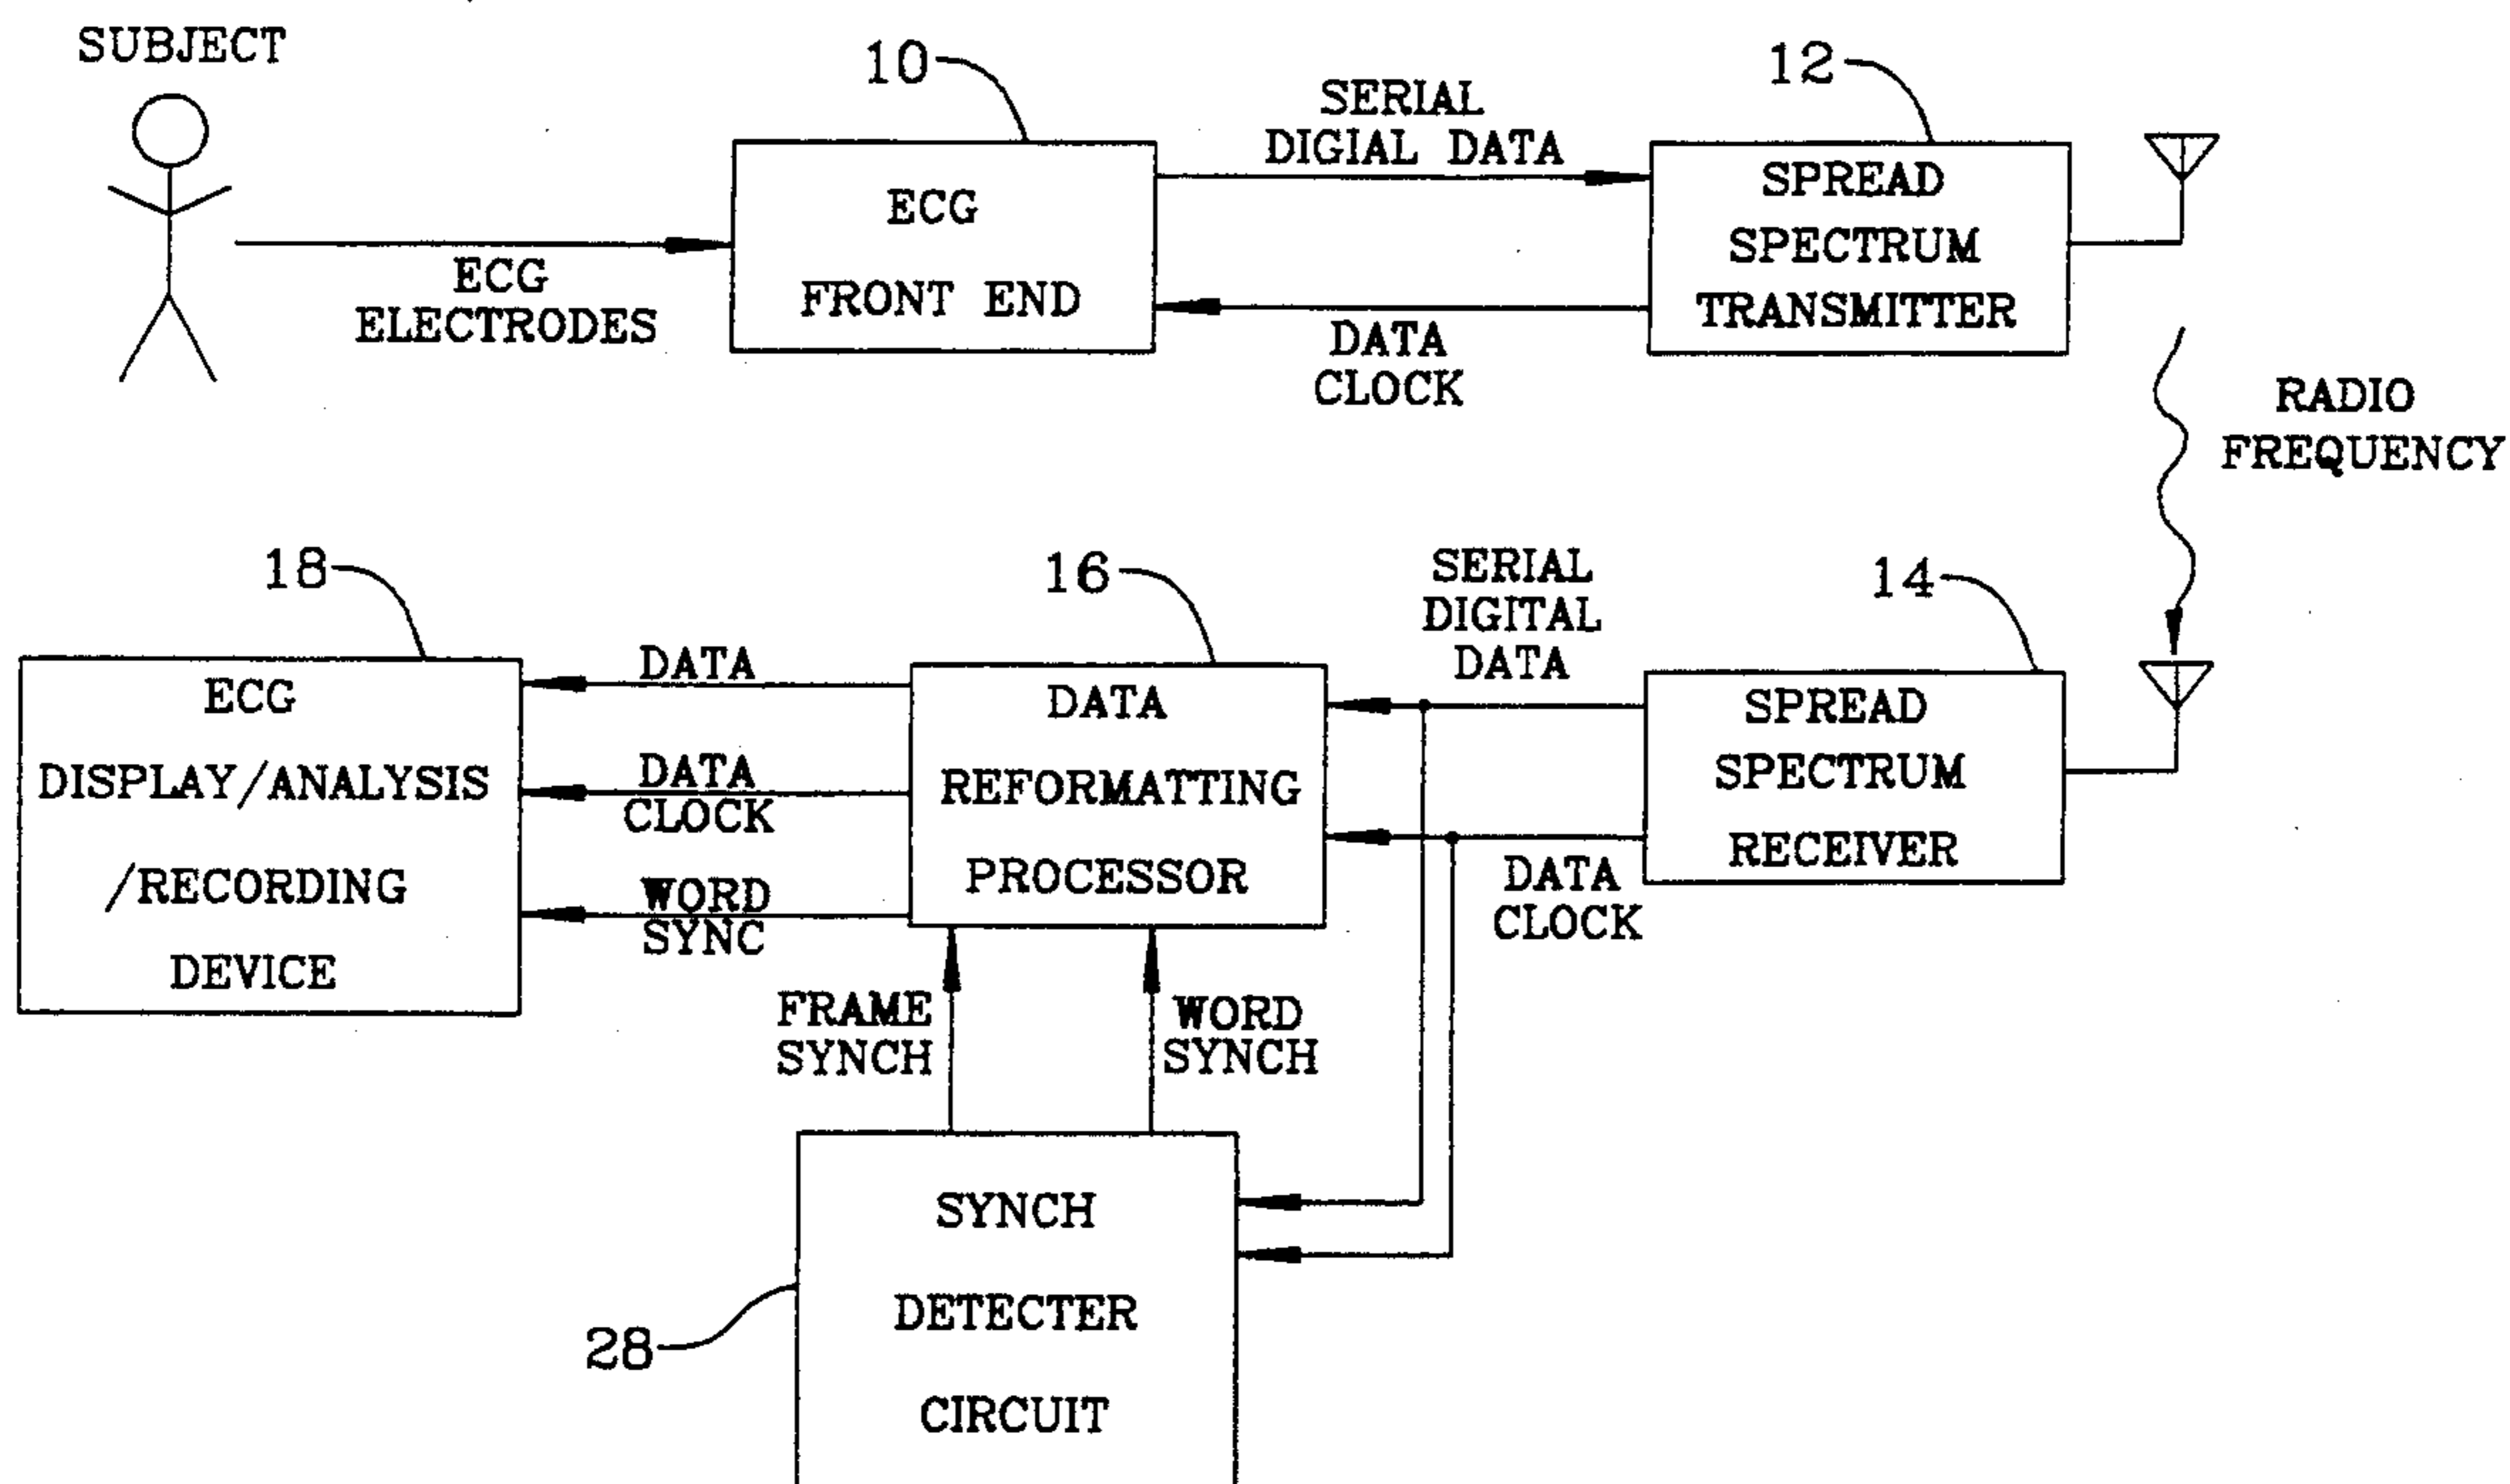 SUBJECT
10
12
SERIAL
DIGIAL DATA
ECG
FRONT END
SPREAD
SPECTRUM
TRANSMITTER
ECG
ELECTRODES
DATA
CLOCK
RADIO
FREQUENCY
18
16
14
SERIAL
DIGITAL
DATA
ECG
DISPLAY/ANALYSIS
/RECORDING
DEVICE
DATA
DATA
CLOCK
WORD
SYNC
DATA
REFORMATTING
PROCESSOR
SPREAD
SPECTRUM
RECEIVER
DATA
CLOCK
FRAME
SYNCH
WORD
SYNCH
SYNCH
DETECTER
CIRCUIT
28